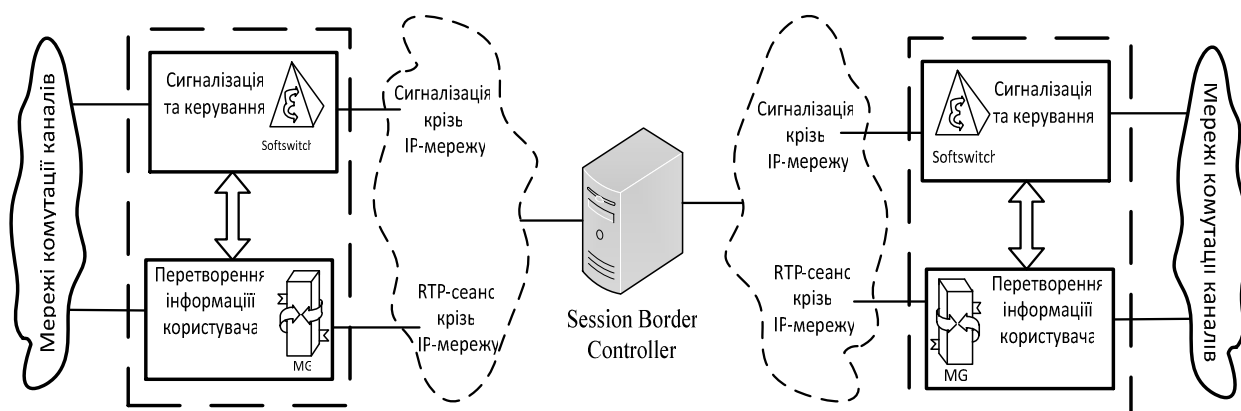 Мережі комутації каналів
Сигналізація
та керування
Softswitch
Перетворення
інформаціїї
користувача
MG
Сигналізація
крізь
IP-мережу
RTP-сеанс
крізь
IP-мережу
Session Border
Controller
Сигналізація
крізь
IP-мережу
RTP-сеанс
крізь
IP-мережу
Сигналізація
та керування
Softswitch
Перетворення
інформаціїї
користувача
MG
Мережі комутації каналів